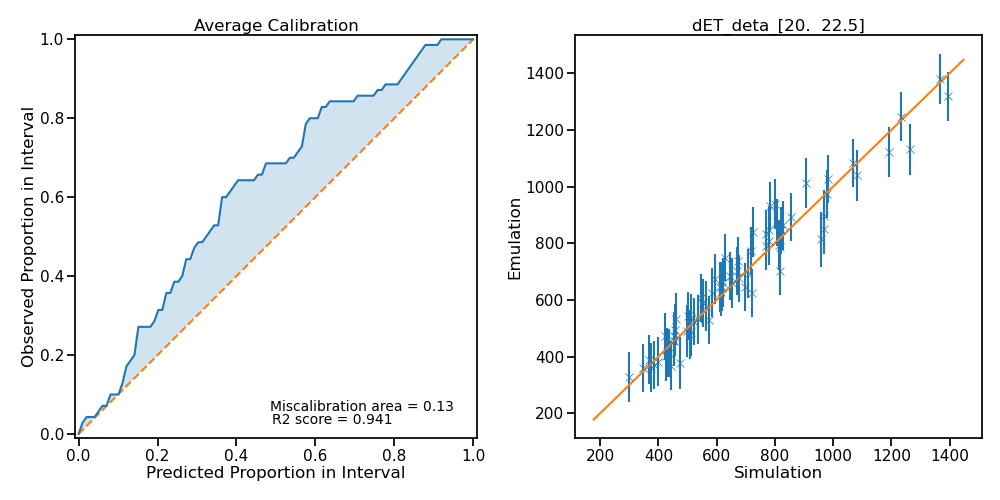 Average Calibration
1.0
0.8
0.6
0.4
0.2
0.0
Observed Proportion in Interval
0.0 0.2 0.4 0.6 0.8 1.0
Predicted Proportion in Interval
Miscalibration area = 0.13
R2 score = 0.941
dET deta [20. 22.5]
1400
1200
1000
800
600
400
200
Emulation
200 400 600 800 1000 1200 1400
Simulation